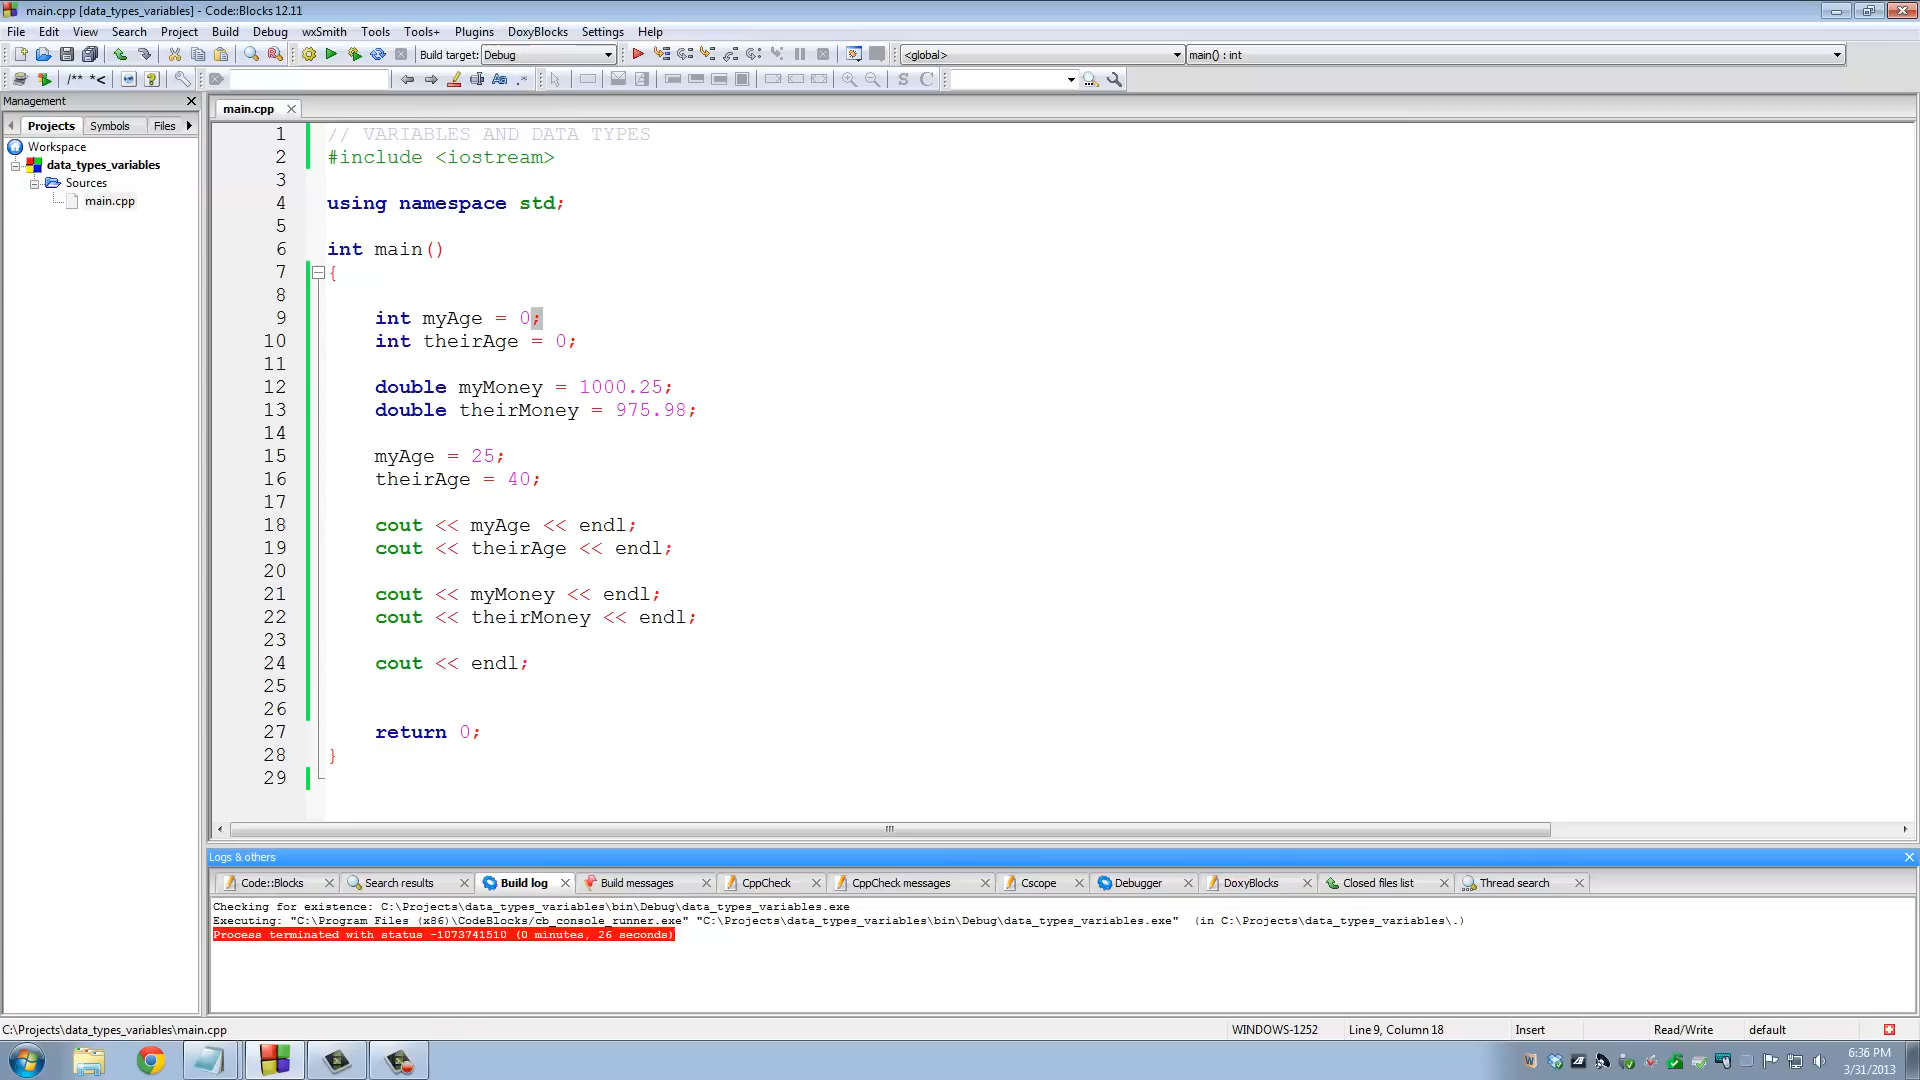 main.cpp [data_types_variables] - Code::Blocks 12.11
File Edit View Search Project Build Debug wxSmith Tools Tools+ Plugins DoxyBlocks Settings Help
Build target: Debug <global> main() : int
/** *< Aa .* S C
Management
Projects Symbols Files
Workspace
data_types_variables
Sources
main.cpp
main.cpp
1 // VARIABLES AND DATA TYPES
2 #include <iostream>
3
4 using namespace std;
5
6 int main()
7 {
8
9 int myAge = 0;
10 int theirAge = 0;
11
12 double myMoney = 1000.25;
13 double theirMoney = 975.98;
14
15 myAge = 25;
16 theirAge = 40;
17
18 cout << myAge << endl;
19 cout << theirAge << endl;
20
21 cout << myMoney << endl;
22 cout << theirMoney << endl;
23
24 cout << endl;
25
26
27 return 0;
28 }
29
Logs & others
Code::Blocks Search results Build log Build messages CppCheck CppCheck messages Cscope Debugger DoxyBlocks Closed files list Thread search
Checking for existence: C:\Projects\data_types_variables\bin\Debug\data_types_variables.exe
Executing: "C:\Program Files (x86)\CodeBlocks/cb_console_runner.exe" "C:\Projects\data_types_variables\bin\Debug\data_types_variables.exe" (in C:\Projects\data_types_variables\.)
Process terminated with status -1073741510 (0 minutes, 26 seconds)
C:\Projects\data_types_variables\main.cpp WINDOWS-1252 Line 9, Column 18 Insert Read/Write default
6:36 PM
3/31/2013